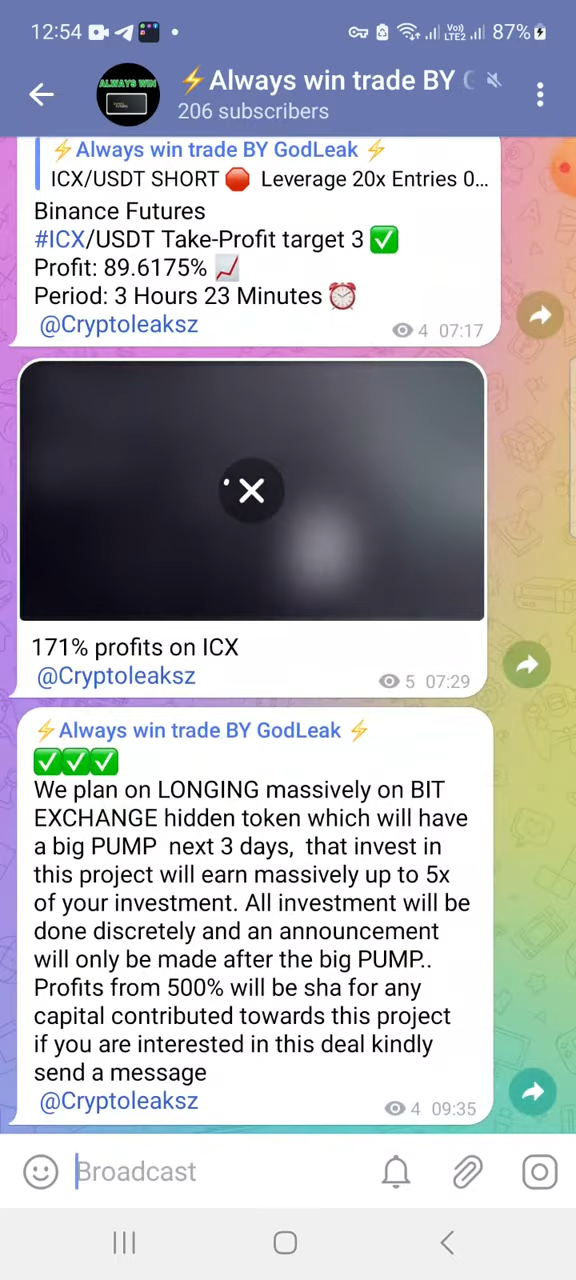 12:54 Vo)) LTE2 87%
ALWAYS WIN
⚡Always win trade BY
206 subscribers
⚡Always win trade BY GodLeak ⚡
ICX/USDT SHORT 🛑 Leverage 20x Entries 0...
Binance Futures
#ICX/USDT Take-Profit target 3 ✅
Profit: 89.6175% 📈
Period: 3 Hours 23 Minutes ⏰
@Cryptoleaksz
4 07:17
171% profits on ICX
@Cryptoleaksz
5 07:29
⚡Always win trade BY GodLeak ⚡
✅✅✅
We plan on LONGING massively on BIT
EXCHANGE hidden token which will have
a big PUMP next 3 days, that invest in
this project will earn massively up to 5x
of your investment. All investment will be
done discretely and an announcement
will only be made after the big PUMP..
Profits from 500% will be sha for any
capital contributed towards this project
if you are interested in this deal kindly
send a message
@Cryptoleaksz
4 09:35
Broadcast